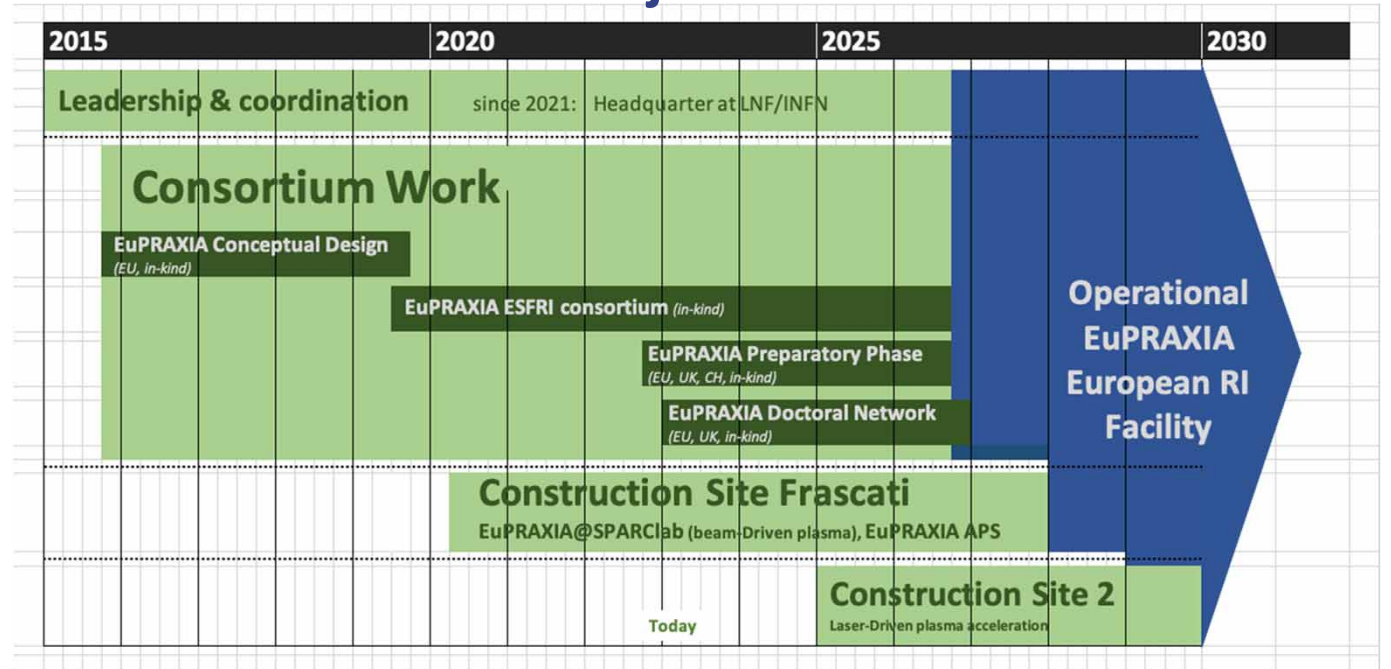 2015 2020 2025 2030
Leadership & coordination since 2021: Headquarter at LNF/INFN
Consortium Work
EuPRAXIA Conceptual Design
(EU, in-kind)
EuPRAXIA ESFRI consortium (in-kind)
EuPRAXIA Preparatory Phase
(EU, UK, CH, in-kind)
EuPRAXIA Doctoral Network
(EU, UK, in-kind)
Operational
EuPRAXIA
European RI
Facility
Construction Site Frascati
EuPRAXIA@SPARClab (beam-Driven plasma), EuPRAXIA APS
Construction Site 2
Laser-Driven plasma acceleration
Today